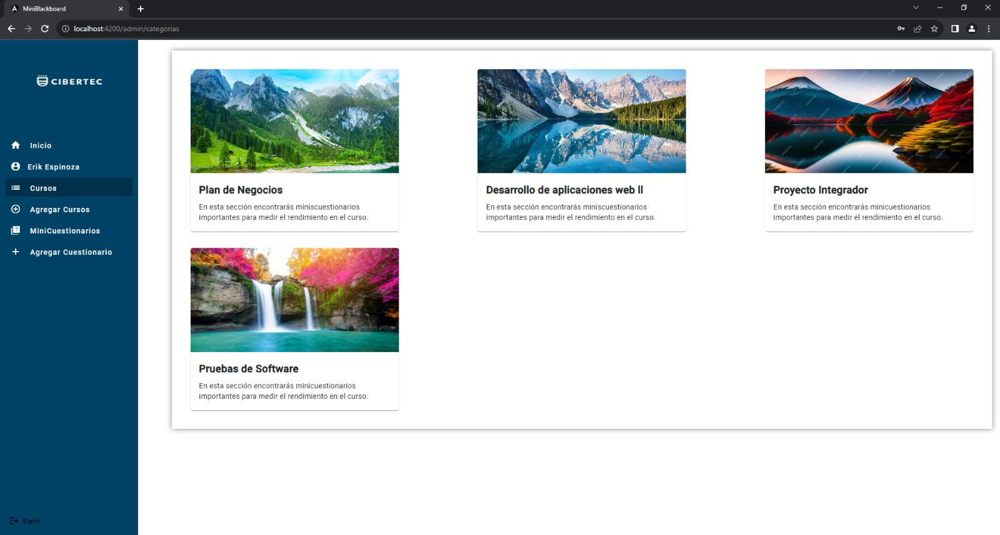 MiniBlackboard
localhost:4200/admin/categorias
CIBERTEC
Inicio
Erik Espinoza
Cursos
Agregar Cursos
MiniCuestionarios
Agregar Cuestionario
Salir
Plan de Negocios
En esta sección encontrarás miniscuestionarios
importantes para medir el rendimiento en el curso.
Desarrollo de aplicaciones web ll
En esta sección encontrarás miniscuestionarios
importantes para medir el rendimiento en el curso.
Proyecto Integrador
En esta sección encontrarás minicuestionarios
importantes para medir el rendimiento en el curso.
Pruebas de Software
En esta sección encontrarás minicuestionarios
importantes para medir el rendimiento en el curso.